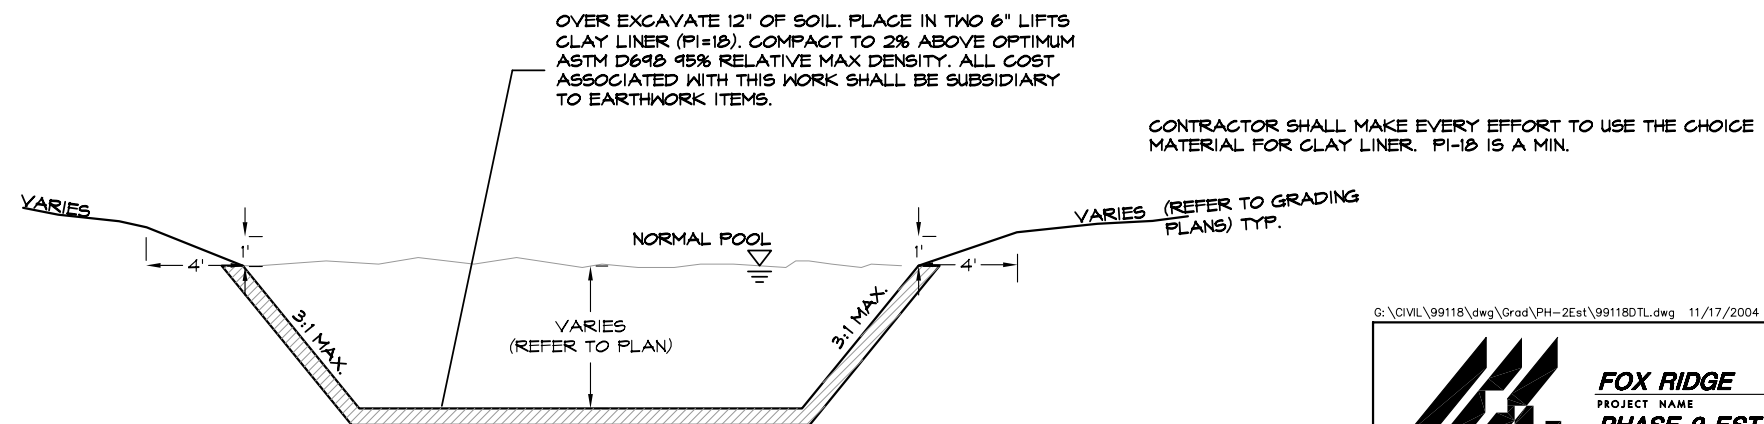 OVER EXCAVATE 12" OF SOIL. PLACE IN TWO 6" LIFTS
CLAY LINER (PI=18). COMPACT TO 2% ABOVE OPTIMUM
ASTM D698 95% RELATIVE MAX DENSITY. ALL COST
ASSOCIATED WITH THIS WORK SHALL BE SUBSIDIARY
TO EARTHWORK ITEMS.
CONTRACTOR SHALL MAKE EVERY EFFORT TO USE THE CHOICE
MATERIAL FOR CLAY LINER. PI-18 IS A MIN.
VARIES
1'
4'
NORMAL POOL
1'
4'
VARIES
(REFER TO GRADING
PLANS) TYP.
3:1 MAX.
VARIES
(REFER TO PLAN)
3:1 MAX.
G:\CIVIL\99118\dwg\Grad\PH-2Est\99118DTL.dwg 11/17/2004
FOX RIDGE
PROJECT NAME
PHASE 2 EST